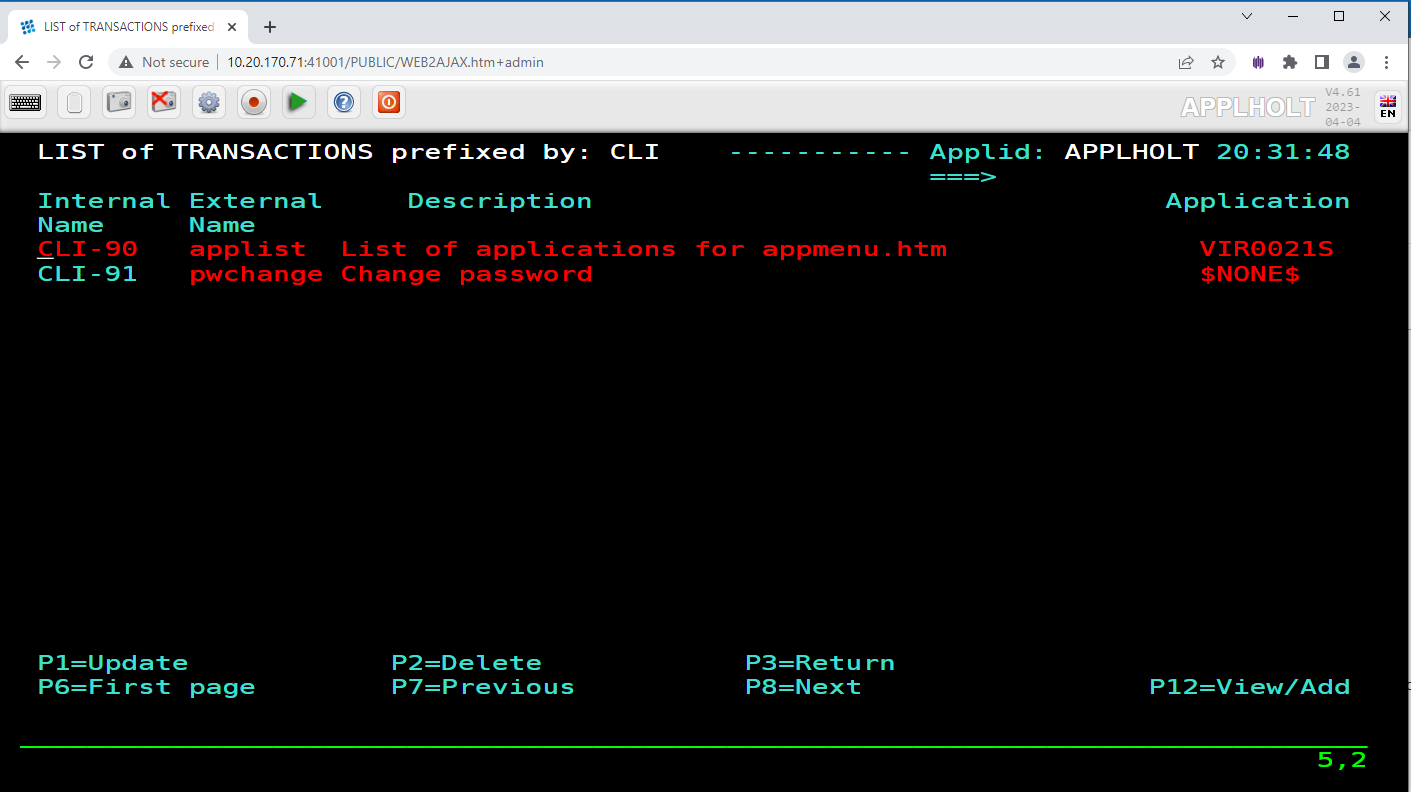 LIST of TRANSACTIONS prefixed
Not secure 10.20.170.71:41001/PUBLIC/WEB2AJAX.htm+admin
APPLHOLT
V4.61
2023-
04-04
EN
LIST of TRANSACTIONS prefixed by: CLI ----------- Applid: APPLHOLT 20:31:48
===>
Internal External Description Application
Name Name
CLI-90 applist List of applications for appmenu.htm VIR0021S
CLI-91 pwchange Change password $NONE$
P1=Update P2=Delete P3=Return
P6=First page P7=Previous P8=Next P12=View/Add
5,2